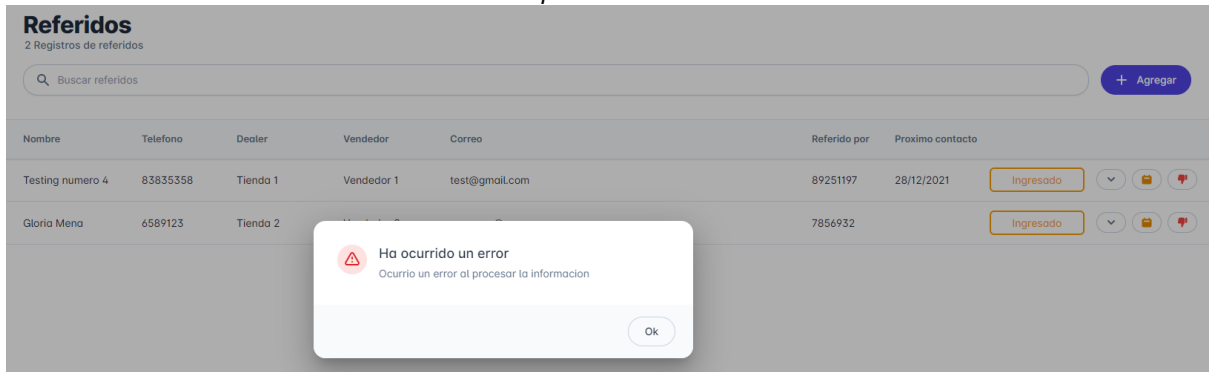 Referidos
2 Registros de referidos
Buscar referidos
+ Agregar
Nombre Telefono Dealer Vendedor Correo Referido por Proximo contacto
Testing numero 4 83835358 Tienda 1 Vendedor 1 test@gmail.com 89251197 28/12/2021 Ingresado
Gloria Mena 6589123 Tienda 2 7856932 Ingresado
Ha ocurrido un error
Ocurrio un error al procesar la informacion
Ok